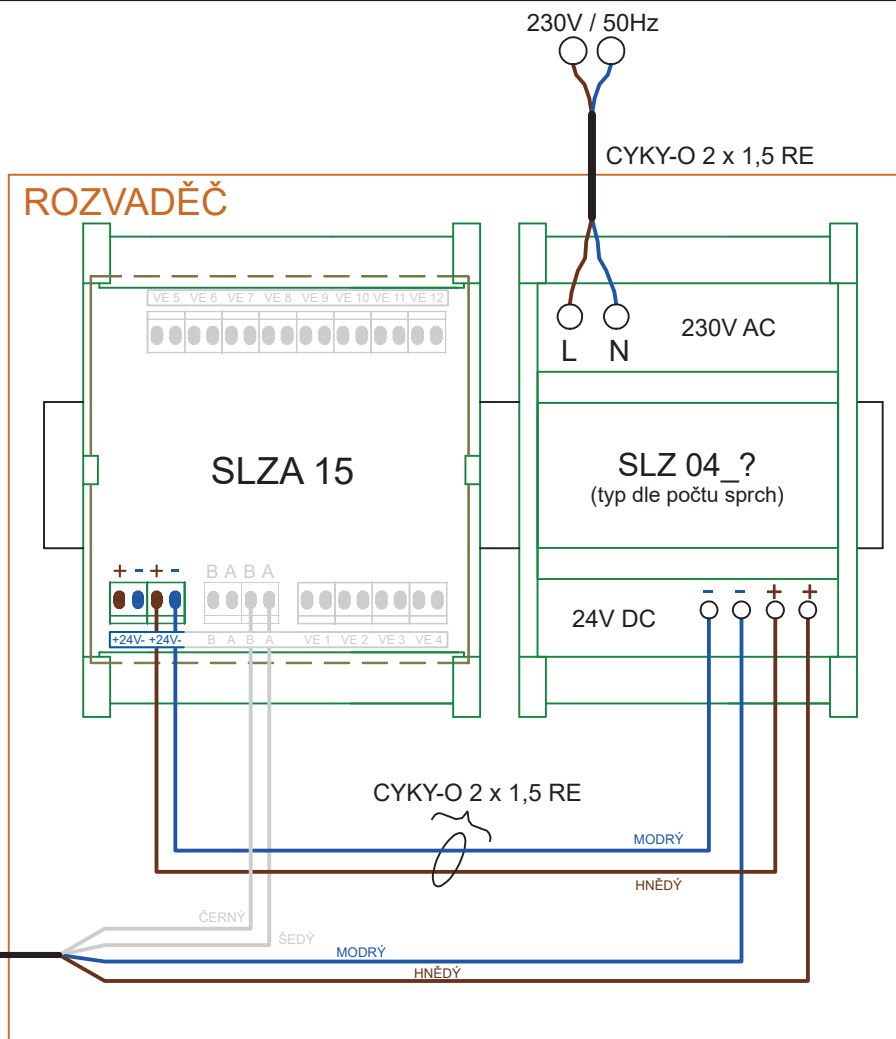 230V / 50Hz
CYKY-O 2 x 1,5 RE
ROZVADĚČ
VE 5 VE 6 VE 7 VE 8 VE 9 VE 10 VE 11 VE 12
L N
230V AC
SLZA 15
SLZ 04_?
(typ dle počtu sprch)
+ - + -
B A B A
+24V- +24V-
B A B A
VE 1 VE 2 VE 3 VE 4
24V DC
- - + +
CYKY-O 2 x 1,5 RE
MODRÝ
HNĚDÝ
ČERNÝ
ŠEDÝ
MODRÝ
HNĚDÝ